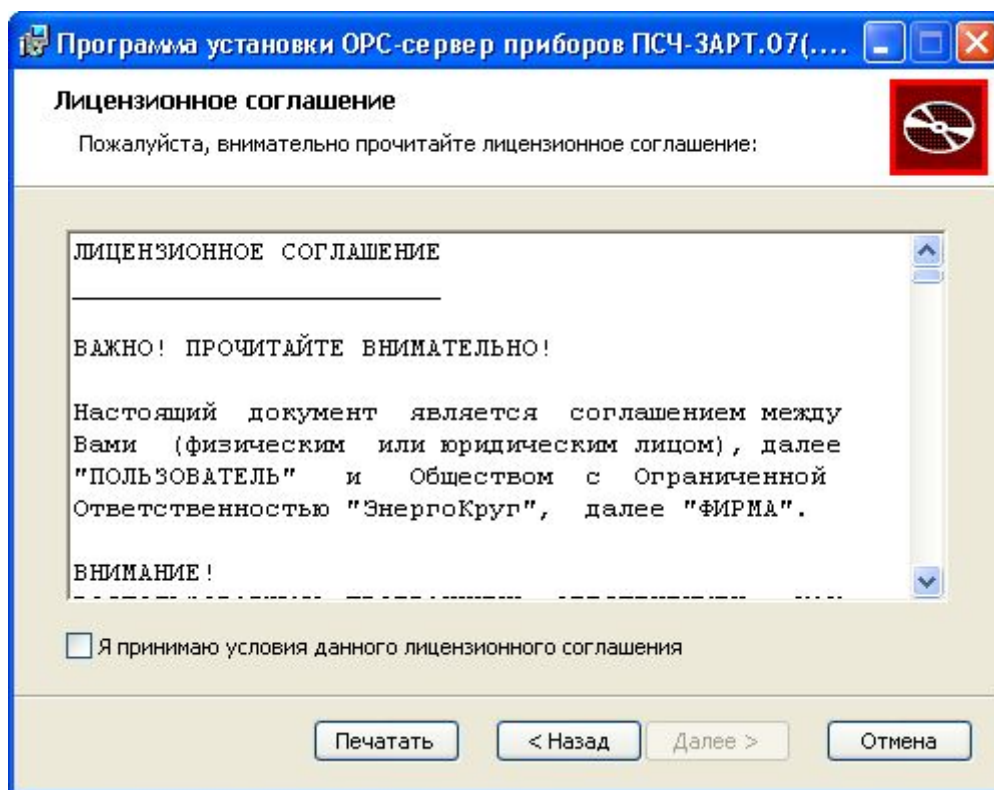 Программа установки OPC-сервер приборов ПСЧ-3АРТ.07(....
Лицензионное соглашение
Пожалуйста, внимательно прочитайте лицензионное соглашение:
ЛИЦЕНЗИОННОЕ СОГЛАШЕНИЕ
ВАЖНО! ПРОЧИТАЙТЕ ВНИМАТЕЛЬНО!
Настоящий документ является соглашением между
Вами (физическим или юридическим лицом), далее
"ПОЛЬЗОВАТЕЛЬ" и Обществом с Ограниченной
Ответственностью "ЭнергоКруг", далее "ФИРМА".
ВНИМАНИЕ!
Я принимаю условия данного лицензионного соглашения
Печатать
< Назад
Далее >
Отмена